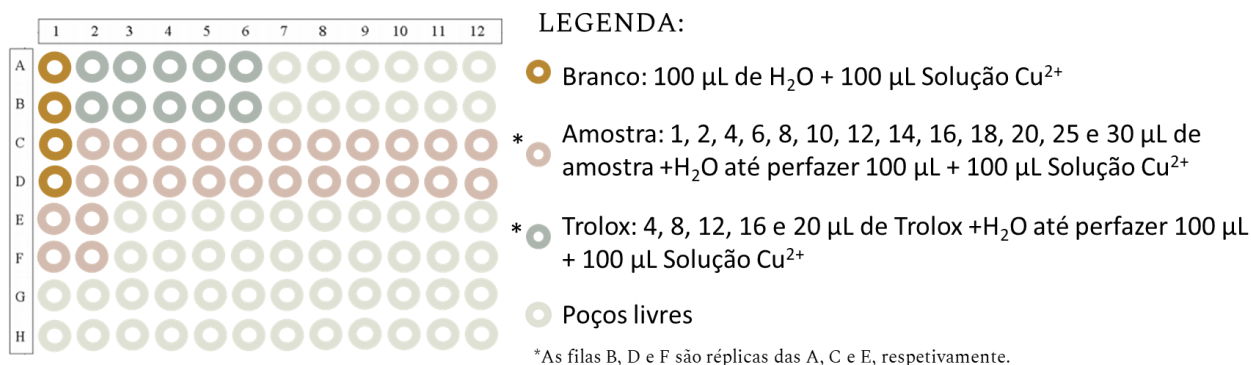 1 2 3 4 5 6 7 8 9 10 11 12
A
B
C
D
E
F
G
H
LEGENDA:
Branco: 100 µL de H₂O + 100 µL Solução Cu²⁺
* Amostra: 1, 2, 4, 6, 8, 10, 12, 14, 16, 18, 20, 25 e 30 µL de
amostra +H₂O até perfazer 100 µL + 100 µL Solução Cu²⁺
* Trolox: 4, 8, 12, 16 e 20 µL de Trolox +H₂O até perfazer 100 µL
+ 100 µL Solução Cu²⁺
Poços livres
*As filas B, D e F são réplicas das A, C e E, respetivamente.